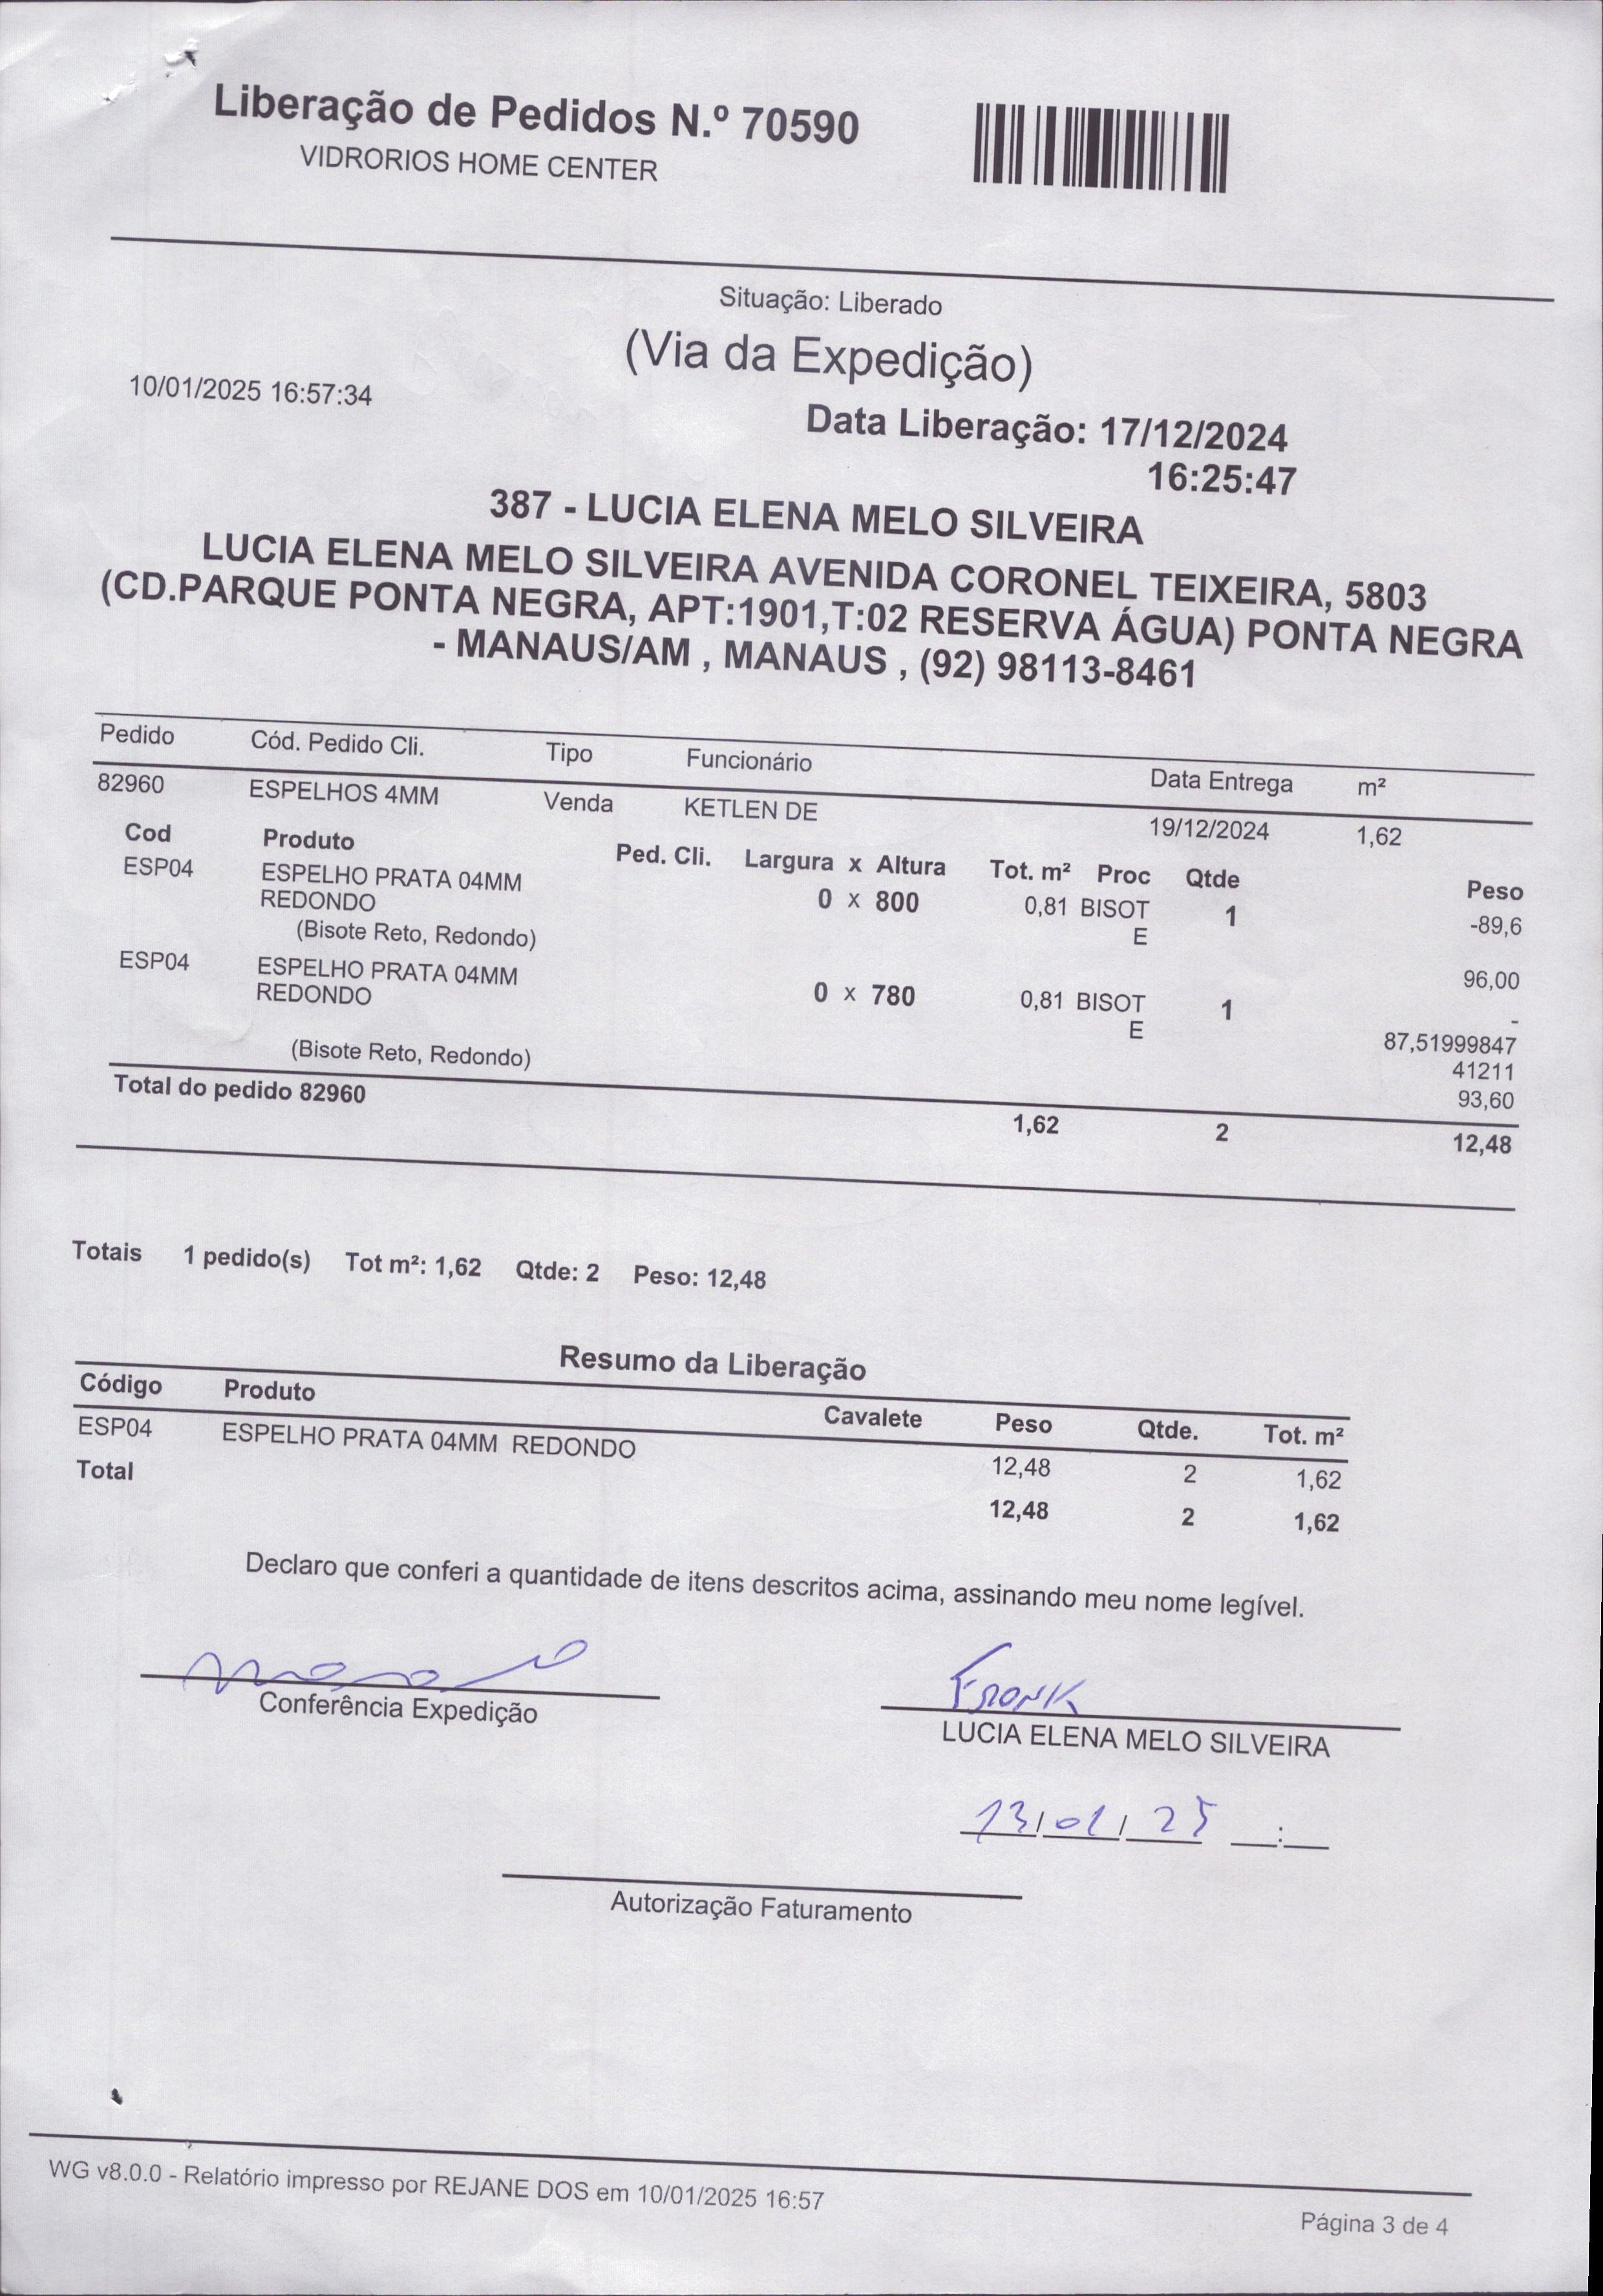 Liberação de Pedidos N.º 70590
VIDRORIOS HOME CENTER
Situação: Liberado
(Via da Expedição)
10/01/2025 16:57:34
Data Liberação: 17/12/2024
16:25:47
387 - LUCIA ELENA MELO SILVEIRA
LUCIA ELENA MELO SILVEIRA AVENIDA CORONEL TEIXEIRA, 5803
(CD.PARQUE PONTA NEGRA, APT:1901,T:02 RESERVA ÁGUA) PONTA NEGRA
- MANAUS/AM , MANAUS , (92) 98113-8461
Pedido Cód. Pedido Cli. Tipo Funcionário Data Entrega m²
82960 ESPELHOS 4MM Venda KETLEN DE 19/12/2024 1,62
Cod Produto Ped. Cli. Largura x Altura Tot. m² Proc Qtde Peso
ESP04 ESPELHO PRATA 04MM 0 x 800 0,81 BISOT 1 -89,6
REDONDO E
(Bisote Reto, Redondo) 96,00
ESP04 ESPELHO PRATA 04MM 0 x 780 0,81 BISOT 1 -
REDONDO E 87,51999847
41211
(Bisote Reto, Redondo) 93,60
Total do pedido 82960 1,62 2 12,48
Totais 1 pedido(s) Tot m²: 1,62 Qtde: 2 Peso: 12,48
Resumo da Liberação
Código Produto Cavalete Peso Qtde. Tot. m²
ESP04 ESPELHO PRATA 04MM REDONDO 12,48 2 1,62
Total 12,48 2 1,62
Declaro que conferi a quantidade de itens descritos acima, assinando meu nome legível.
Fronk
Conferência Expedição LUCIA ELENA MELO SILVEIRA
13/01/25 __:__
Autorização Faturamento
WG v8.0.0 - Relatório impresso por REJANE DOS em 10/01/2025 16:57
Página 3 de 4